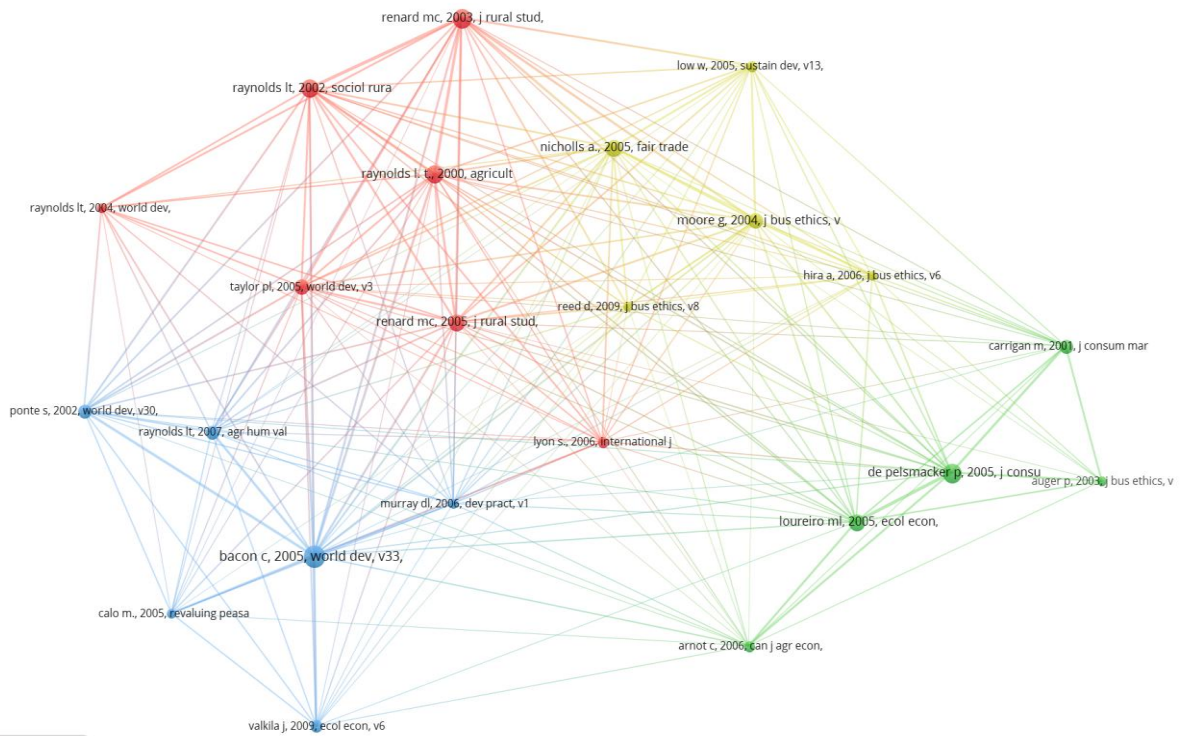 renard mc, 2003, j rural stud,
low w, 2005, sustain dev, v13,
raynolds lt, 2002, sociol rura
nicholls a., 2005, fair trade
raynolds l. t., 2000, agricult
raynolds lt, 2004, world dev,
moore g, 2004, j bus ethics, v
hira a, 2006, j bus ethics, v6
taylor pl, 2005, world dev, v3
reed d, 2009, j bus ethics, v8
renard mc, 2005, j rural stud,
carrigan m, 2001, j consum mar
ponte s, 2002, world dev, v30,
raynolds lt, 2007, agr hum val
lyon s., 2006, international j
de pelsmacker p, 2005, j consu
auger p, 2003, j bus ethics, v
murray dl, 2006, dev pract, v1
loureiro ml, 2005, ecol econ,
bacon c, 2005, world dev, v33,
calo m., 2005, revaluing peasa
arnot c, 2006, can j agr econ,
valkila j, 2009, ecol econ, v6